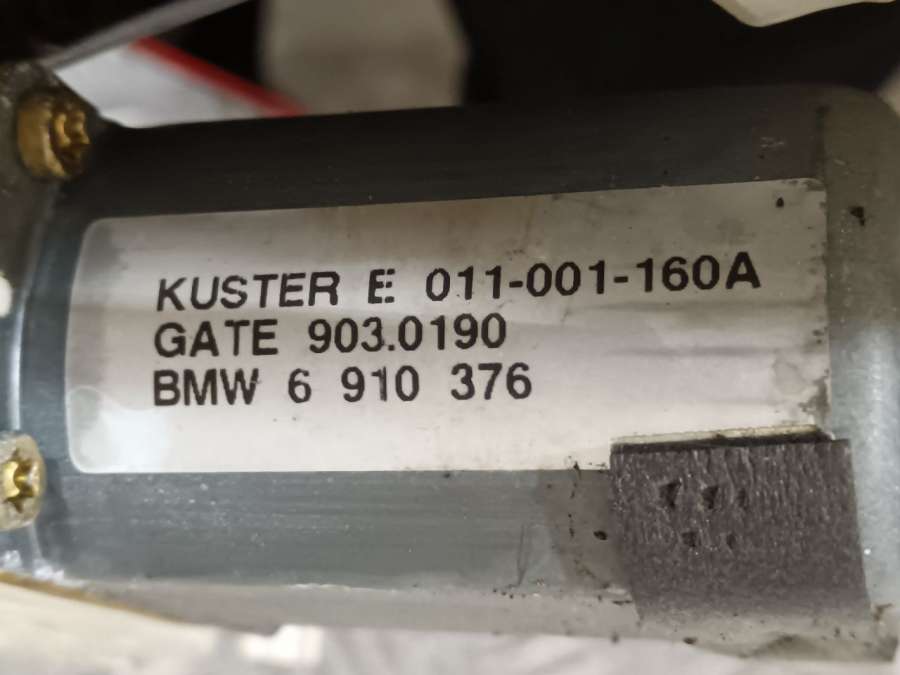 KUSTER E 011-001-160A
GATE 903.0190
BMW 6 910 376